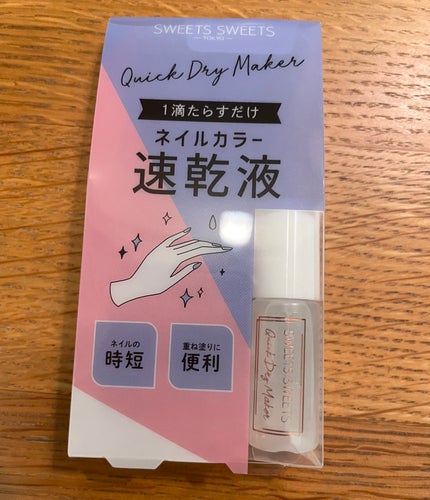 SWEETS SWEETS
— TOKYO —
Quick Dry Maker
1滴たらすだけ
ネイルカラー
速乾液
ネイルの
時短
重ね塗りに
便利
SWEETS SWEETS
Quick Dry Maker